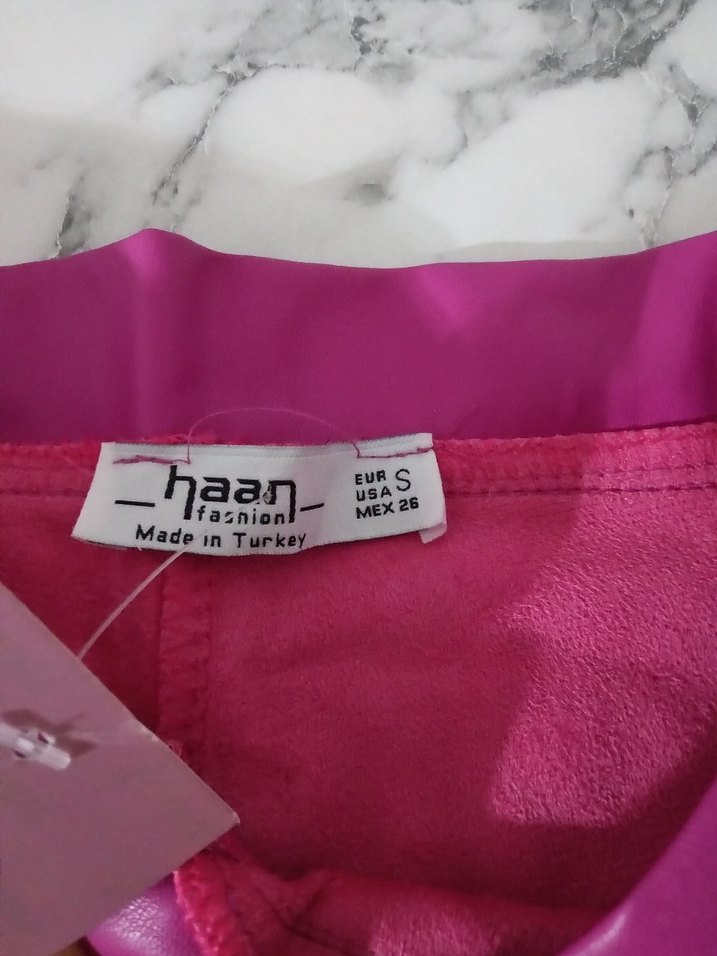 haan
fashion
Made in Turkey
EUR
USA S
MEX 26